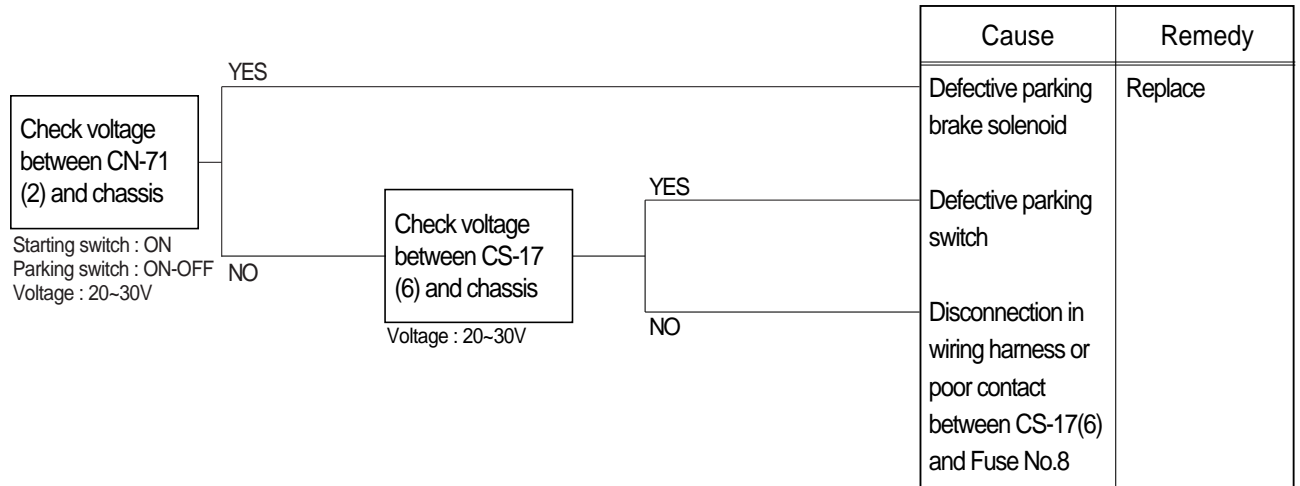 Cause
Remedy
YES
Defective parking
brake solenoid
Replace
Check voltage
between CN-71
(2) and chassis
Starting switch : ON
Parking switch : ON-OFF
Voltage : 20~30V
NO
Check voltage
between CS-17
(6) and chassis
Voltage : 20~30V
YES
Defective parking
switch
NO
Disconnection in
wiring harness or
poor contact
between CS-17(6)
and Fuse No.8